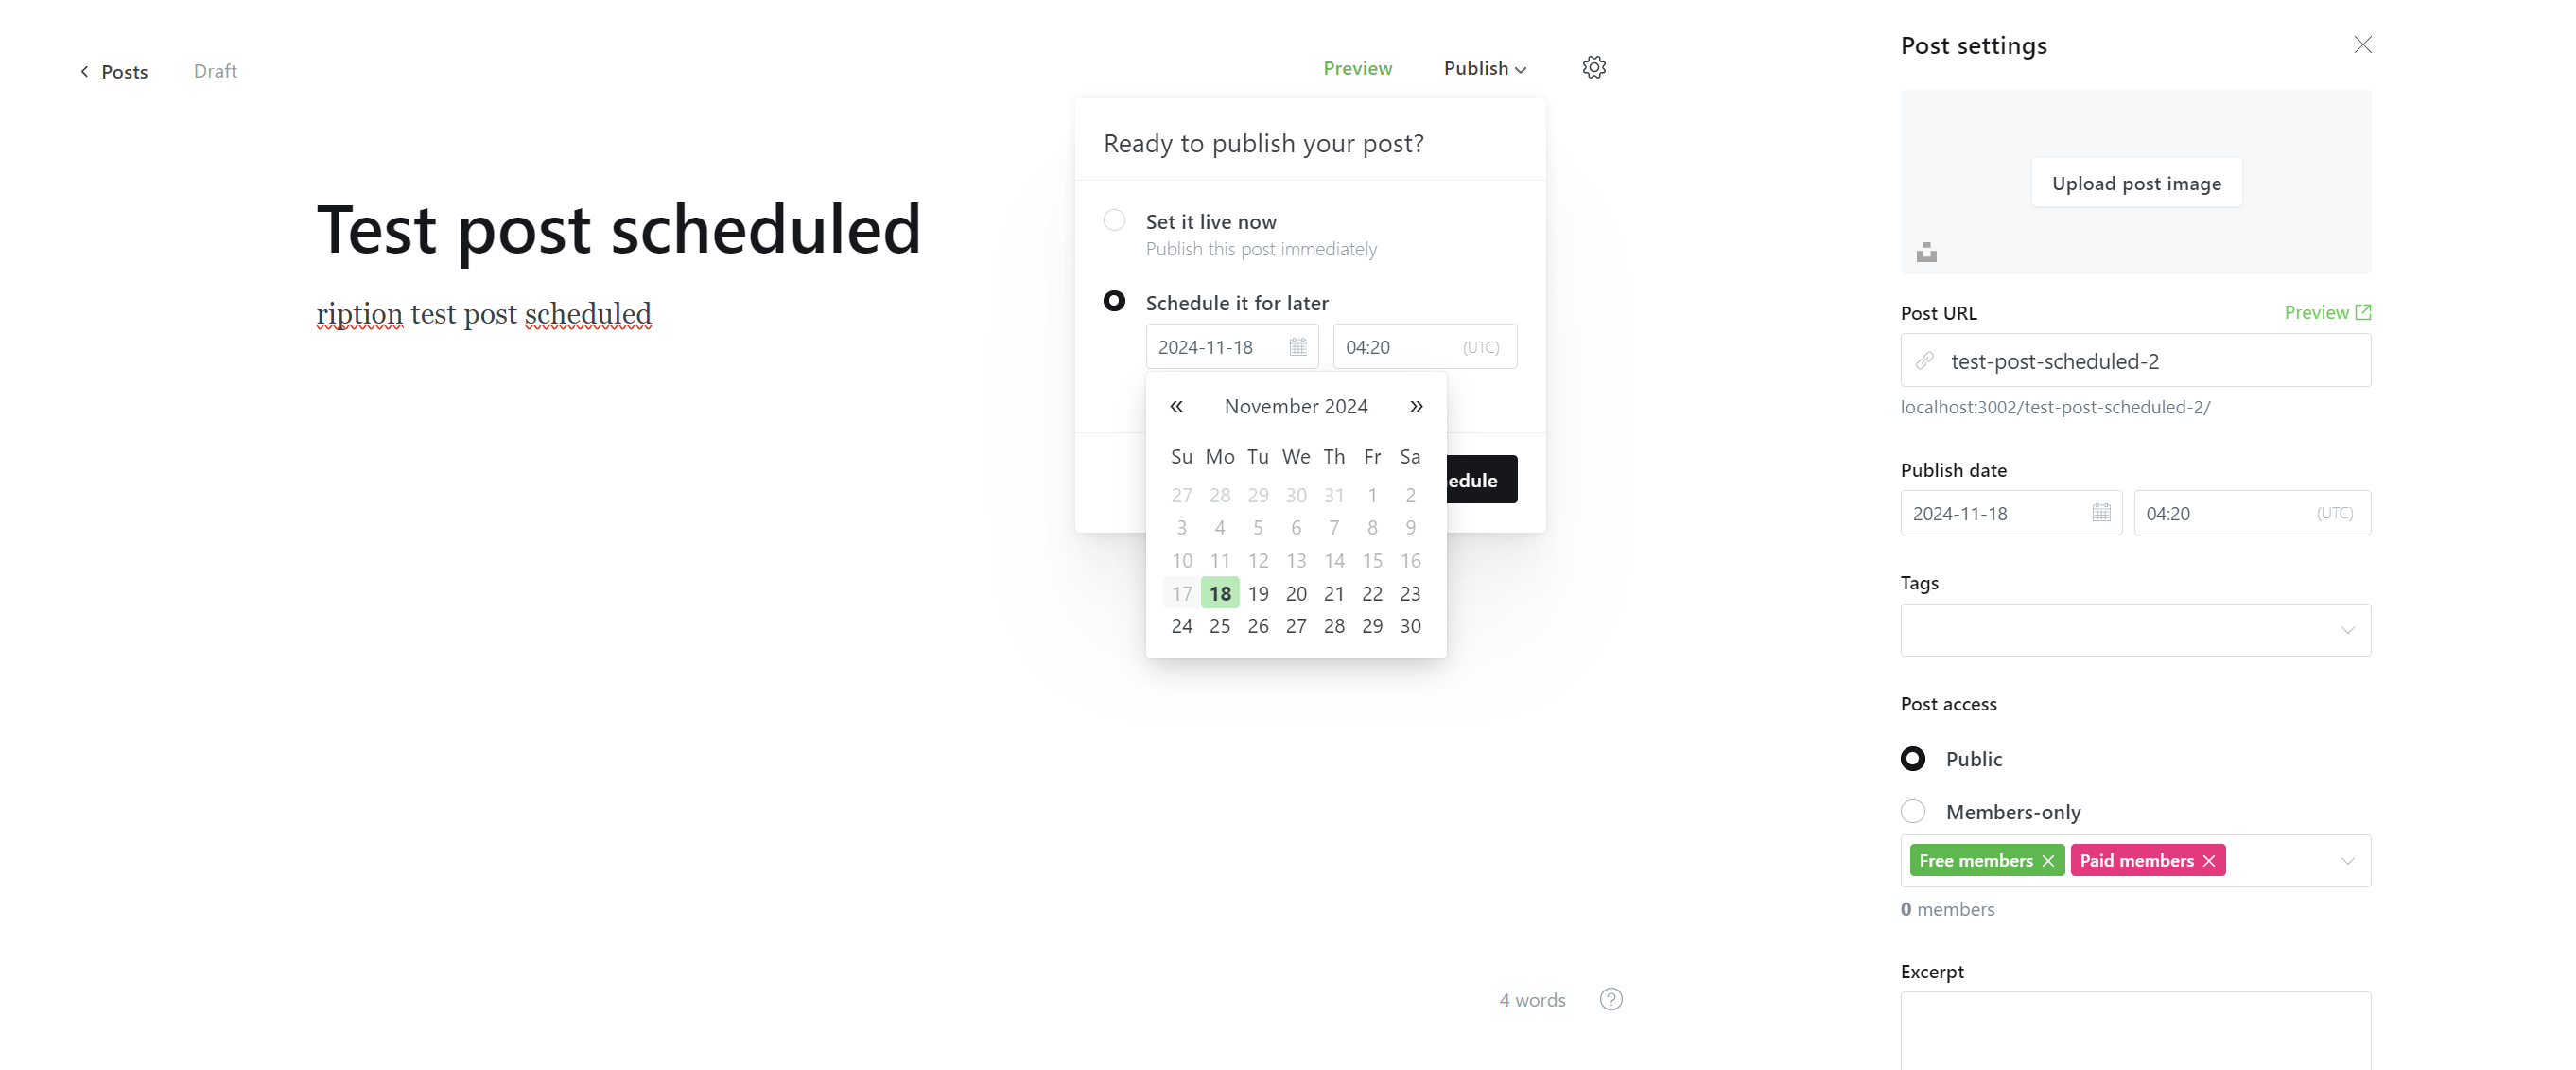 Posts
Draft
Preview
Publish
Test post scheduled
ription test post scheduled
Ready to publish your post?
Set it live now
Publish this post immediately
Schedule it for later
2024-11-18
04:20
(UTC)
« November 2024 »
Su Mo Tu We Th Fr Sa
27 28 29 30 31 1 2
3 4 5 6 7 8 9
10 11 12 13 14 15 16
17 18 19 20 21 22 23
24 25 26 27 28 29 30
edule
4 words
?
Post settings
Upload post image
Post URL
Preview
test-post-scheduled-2
localhost:3002/test-post-scheduled-2/
Publish date
2024-11-18
04:20
(UTC)
Tags
Post access
Public
Members-only
Free members
Paid members
0 members
Excerpt